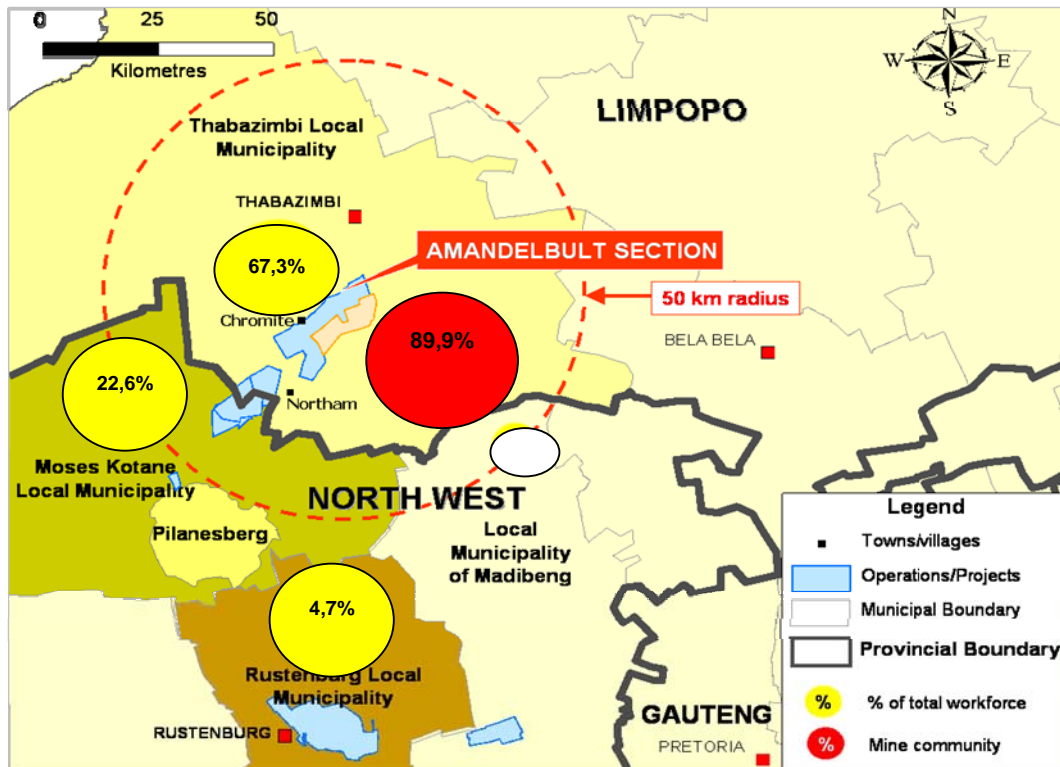 0 25 50
Kilometres
N
W E
S
LIMPOPO
Thabazimbi Local
Municipality
THABAZIMBI
AMANDELBULT SECTION
67,3%
50 km radius
Chromite
89,9%
BELA BELA
22,6%
Northam
Moses Kotane
Local Municipality
NORTH WEST
Pilanesberg
Local
Municipality
of Madibeng
4,7%
Rustenburg Local
Municipality
RUSTENBURG
GAUTENG
PRETORIA
Legend
Towns/villages
Operations/Projects
Municipal Boundary
Provincial Boundary
% % of total workforce
% Mine community